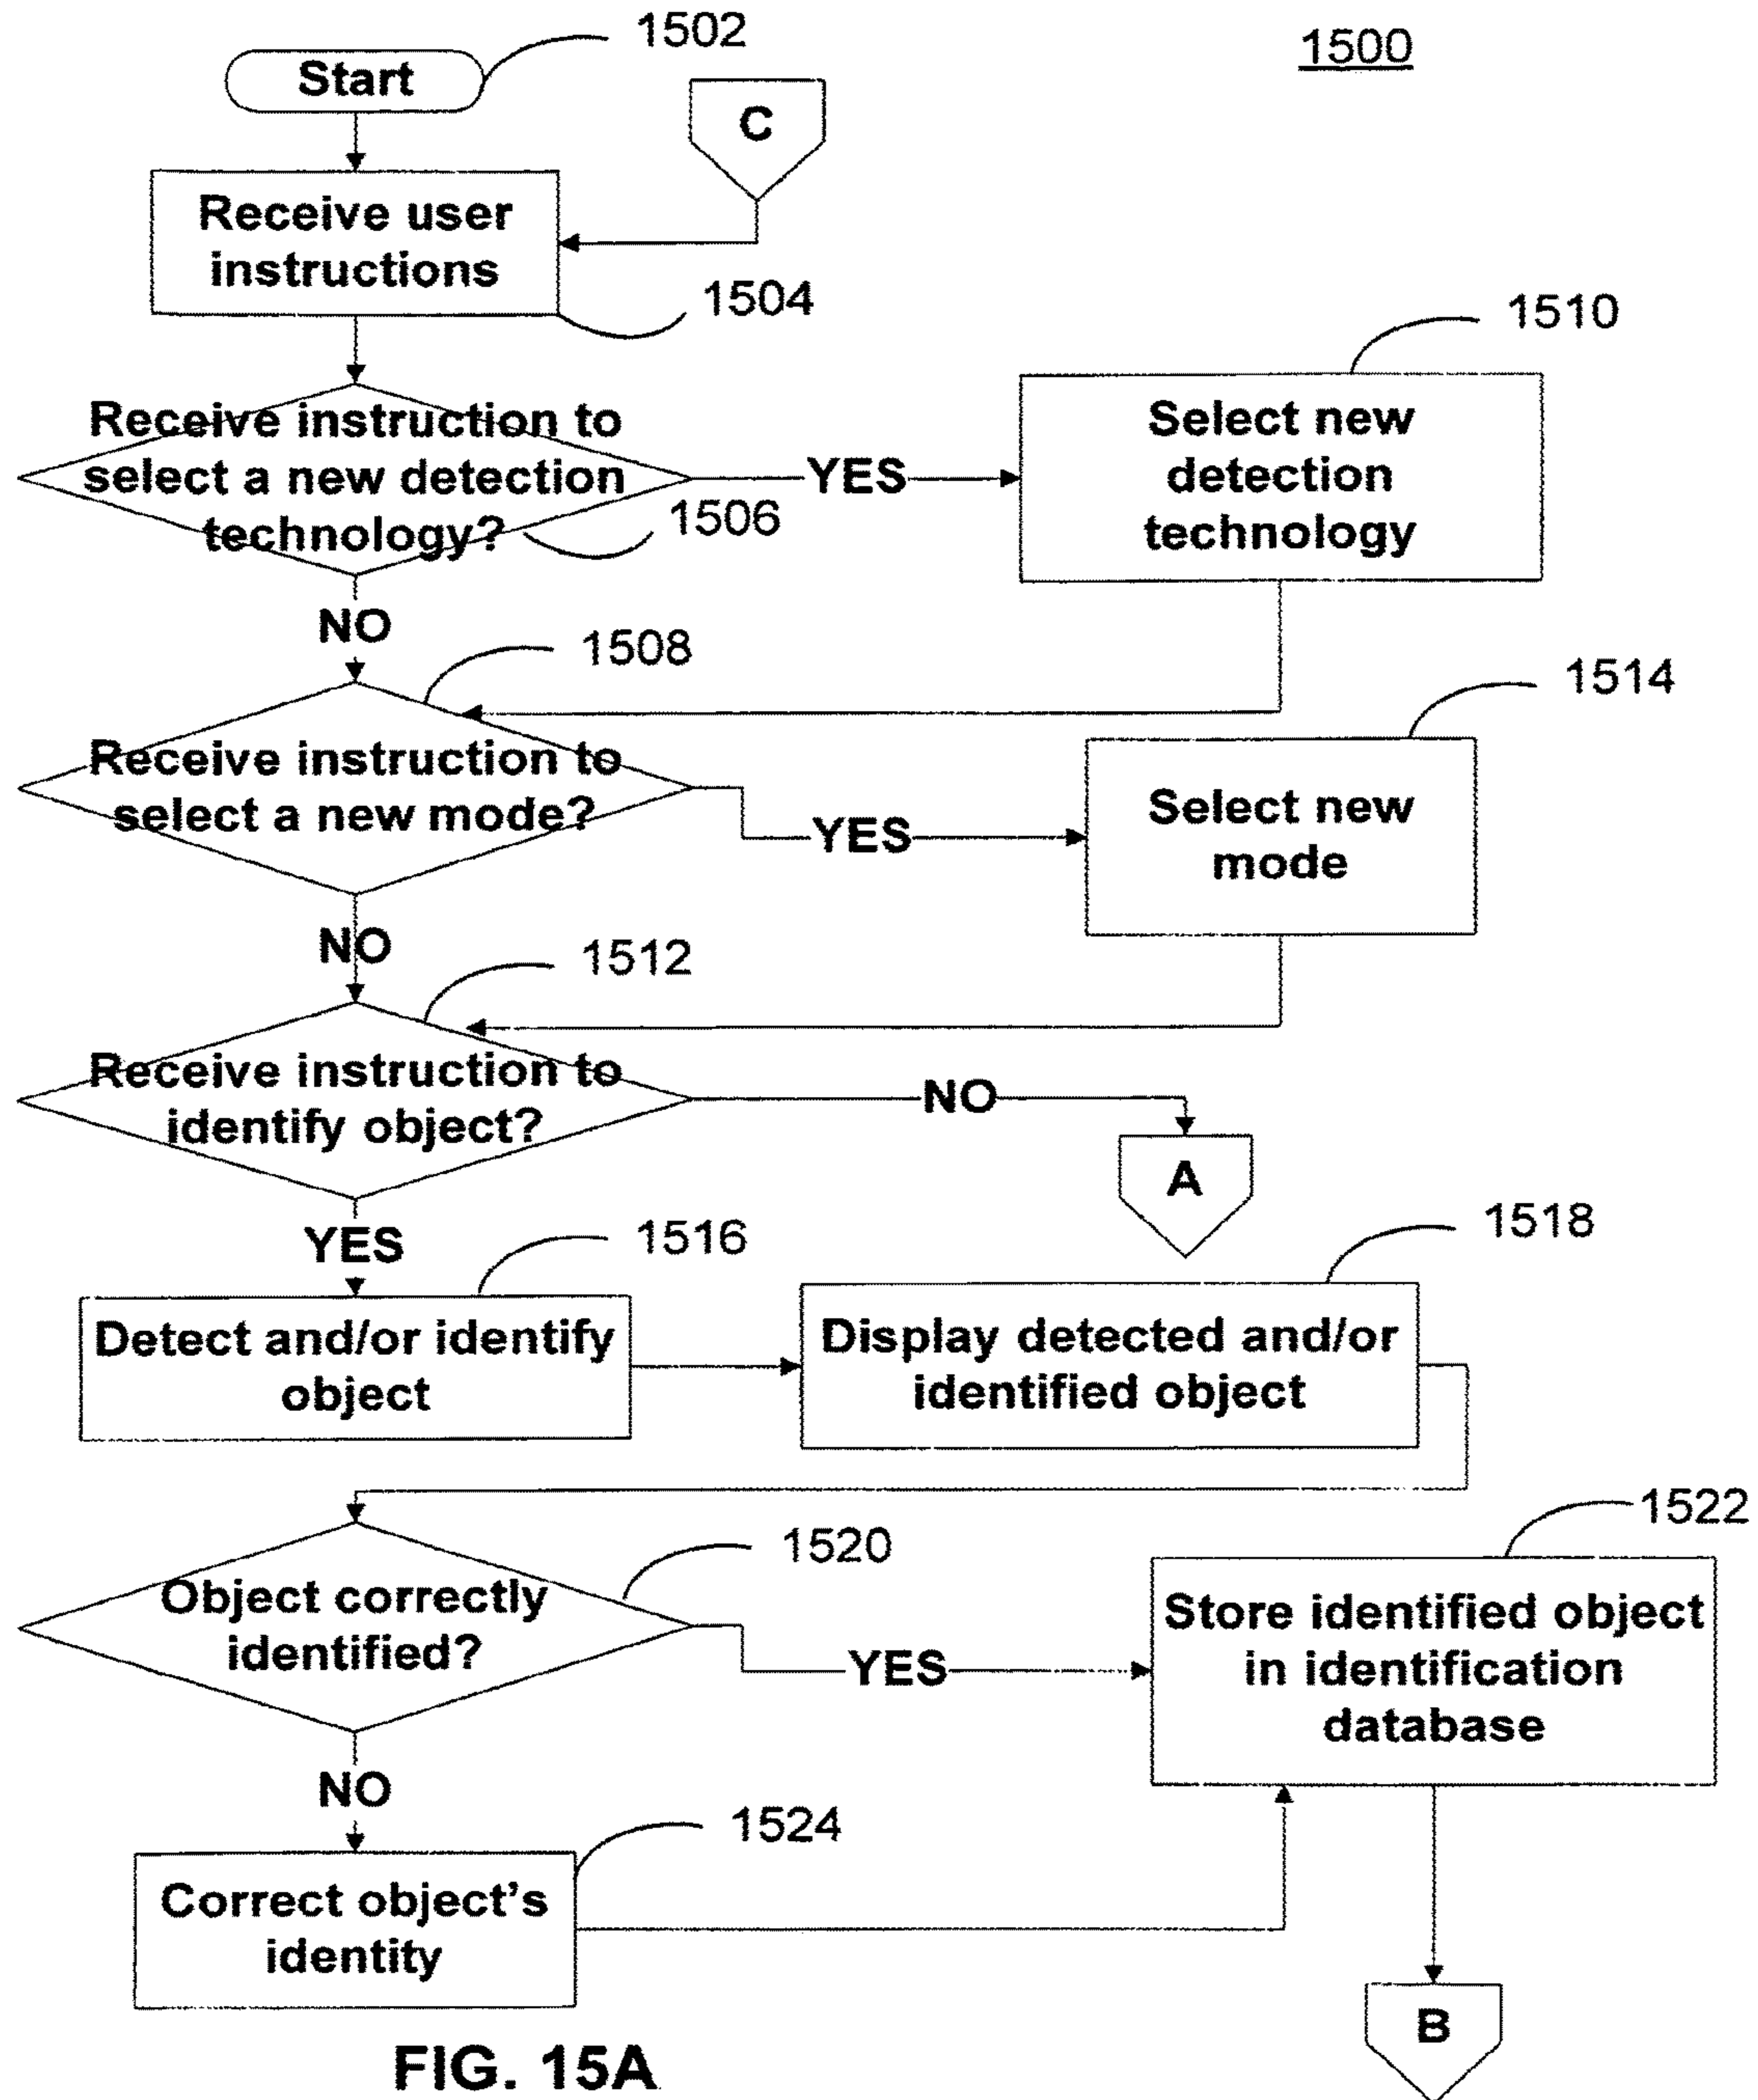 1502
1500
Start
C
Receive user
instructions
1504
1510
Receive instruction to
select a new detection
technology?
1506
YES
Select new
detection
technology
NO
1508
1514
Receive instruction to
select a new mode?
YES
Select new
mode
NO
1512
Receive instruction to
identify object?
NO
A
YES
1516
1518
Detect and/or identify
object
Display detected and/or
identified object
1520
1522
Object correctly
identified?
YES
Store identified object
in identification
database
NO
1524
Correct object's
identity
B
FIG. 15A